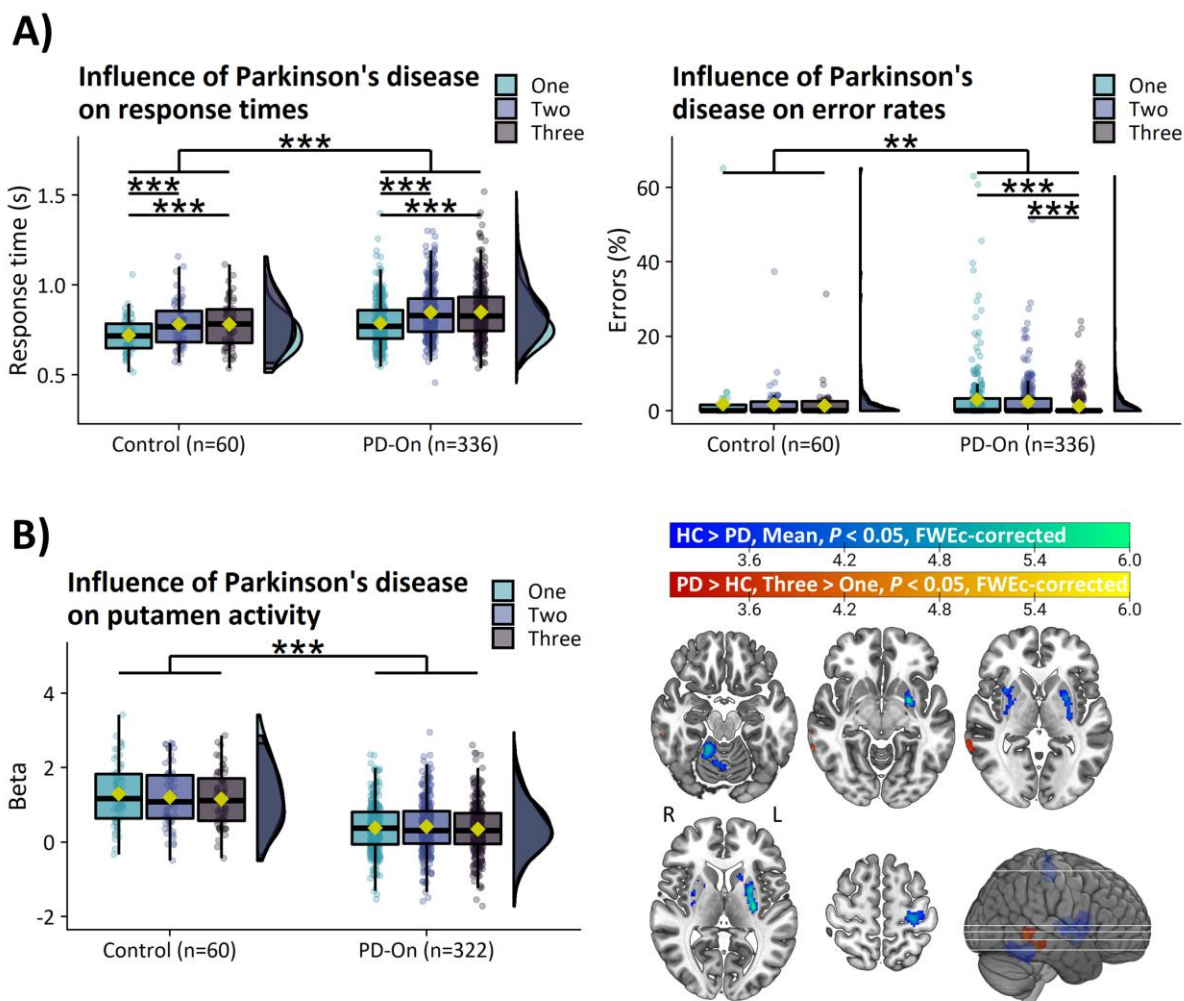 A)
Influence of Parkinson's disease
on response times
One
Two
Three
***
***
***
***
***
Response time (s)
1.5
1.0
0.5
Control (n=60)
PD-On (n=336)
Influence of Parkinson's
disease on error rates
One
Two
Three
**
***
***
Errors (%)
60
40
20
0
Control (n=60)
PD-On (n=336)
B)
Influence of Parkinson's disease
on putamen activity
One
Two
Three
***
Beta
4
2
0
-2
Control (n=60)
PD-On (n=322)
HC > PD, Mean, P < 0.05, FWEc-corrected
3.6 4.2 4.8 5.4 6.0
PD > HC, Three > One, P < 0.05, FWEc-corrected
3.6 4.2 4.8 5.4 6.0
R L